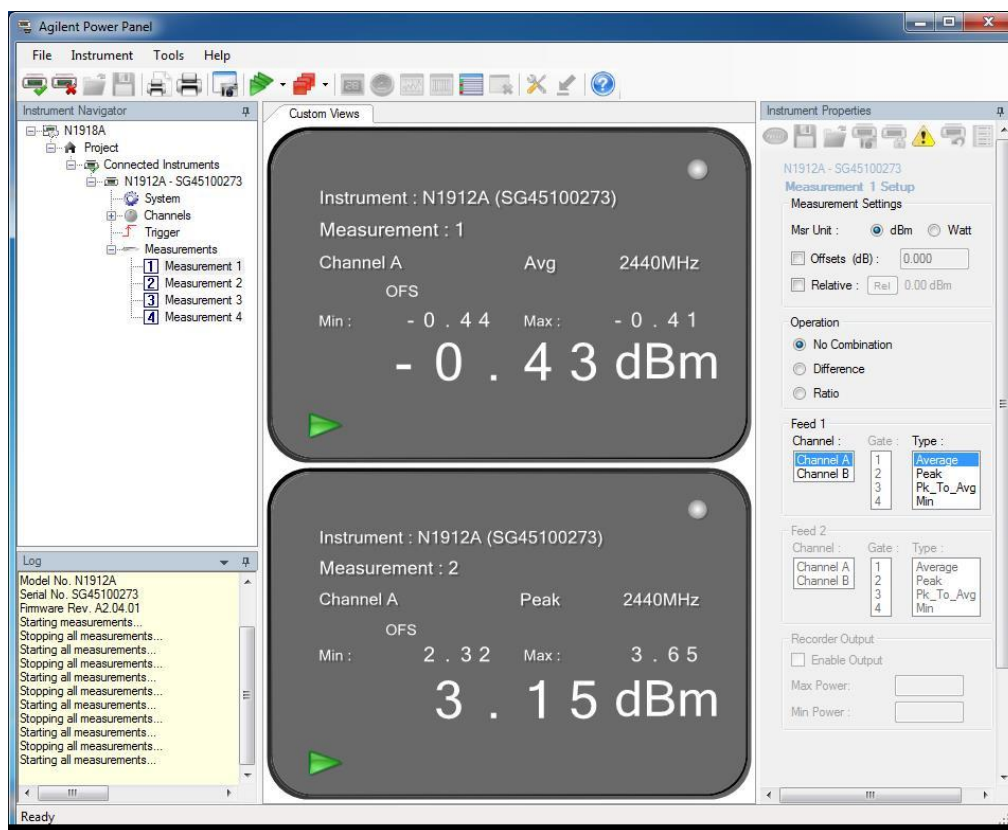 Agilent Power Panel
File Instrument Tools Help
Instrument Navigator
N1918A
Project
Connected Instruments
N1912A - SG45100273
System
Channels
Trigger
Measurements
1 Measurement 1
2 Measurement 2
3 Measurement 3
4 Measurement 4
Log
Model No. N1912A
Serial No. SG45100273
Firmware Rev. A2.04.01
Starting measurements...
Stopping all measurements...
Starting all measurements...
Stopping all measurements...
Starting all measurements...
Stopping all measurements...
Starting all measurements...
Stopping all measurements...
Starting all measurements...
Stopping all measurements...
Starting all measurements...
Custom Views
Instrument : N1912A (SG45100273)
Measurement : 1
Channel A Avg 2440MHz
OFS
Min : - 0 . 4 4 Max : - 0 . 4 1
- 0 . 4 3 dBm
Instrument : N1912A (SG45100273)
Measurement : 2
Channel A Peak 2440MHz
OFS
Min : 2 . 3 2 Max : 3 . 6 5
3 . 1 5 dBm
Instrument Properties
N1912A - SG45100273
Measurement 1 Setup
Measurement Settings
Msr Unit : dBm Watt
Offsets (dB) : 0.000
Relative : Rel 0.00 dBm
Operation
No Combination
Difference
Ratio
Feed 1
Channel : Gate : Type :
Channel A 1 Average
Channel B 2 Peak
3 Pk_To_Avg
4 Min
Feed 2
Channel : Gate : Type :
Channel A 1 Average
Channel B 2 Peak
3 Pk_To_Avg
4 Min
Recorder Output
Enable Output
Max Power:
Min Power :
Ready